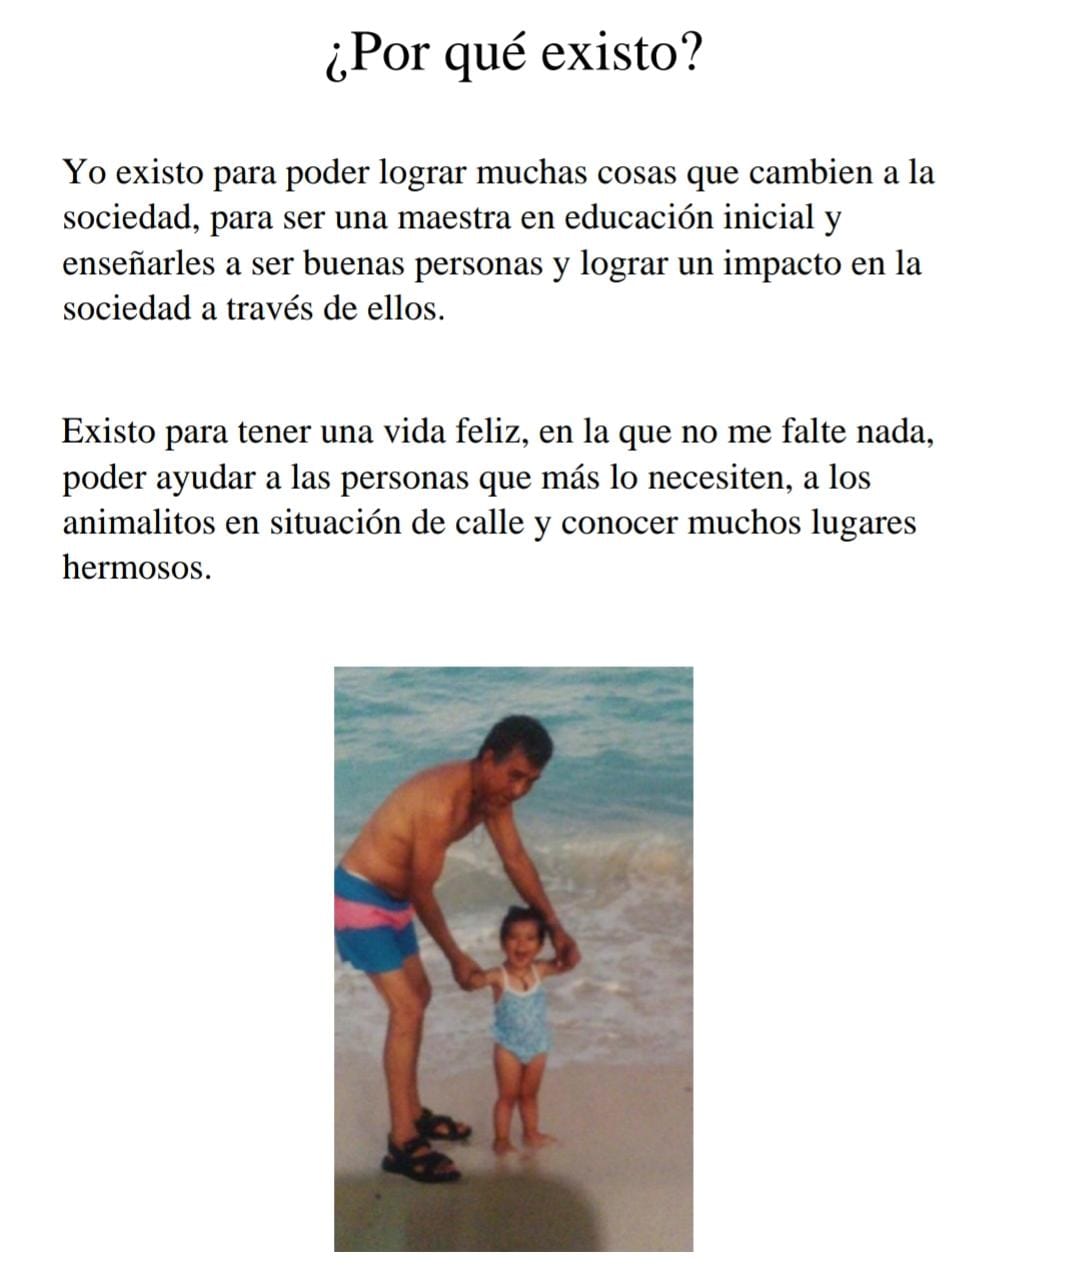 ¿Por qué existo?
Yo existo para poder lograr muchas cosas que cambien a la
sociedad, para ser una maestra en educación inicial y
enseñarles a ser buenas personas y lograr un impacto en la
sociedad a través de ellos.
Existo para tener una vida feliz, en la que no me falte nada,
poder ayudar a las personas que más lo necesiten, a los
animalitos en situación de calle y conocer muchos lugares
hermosos.